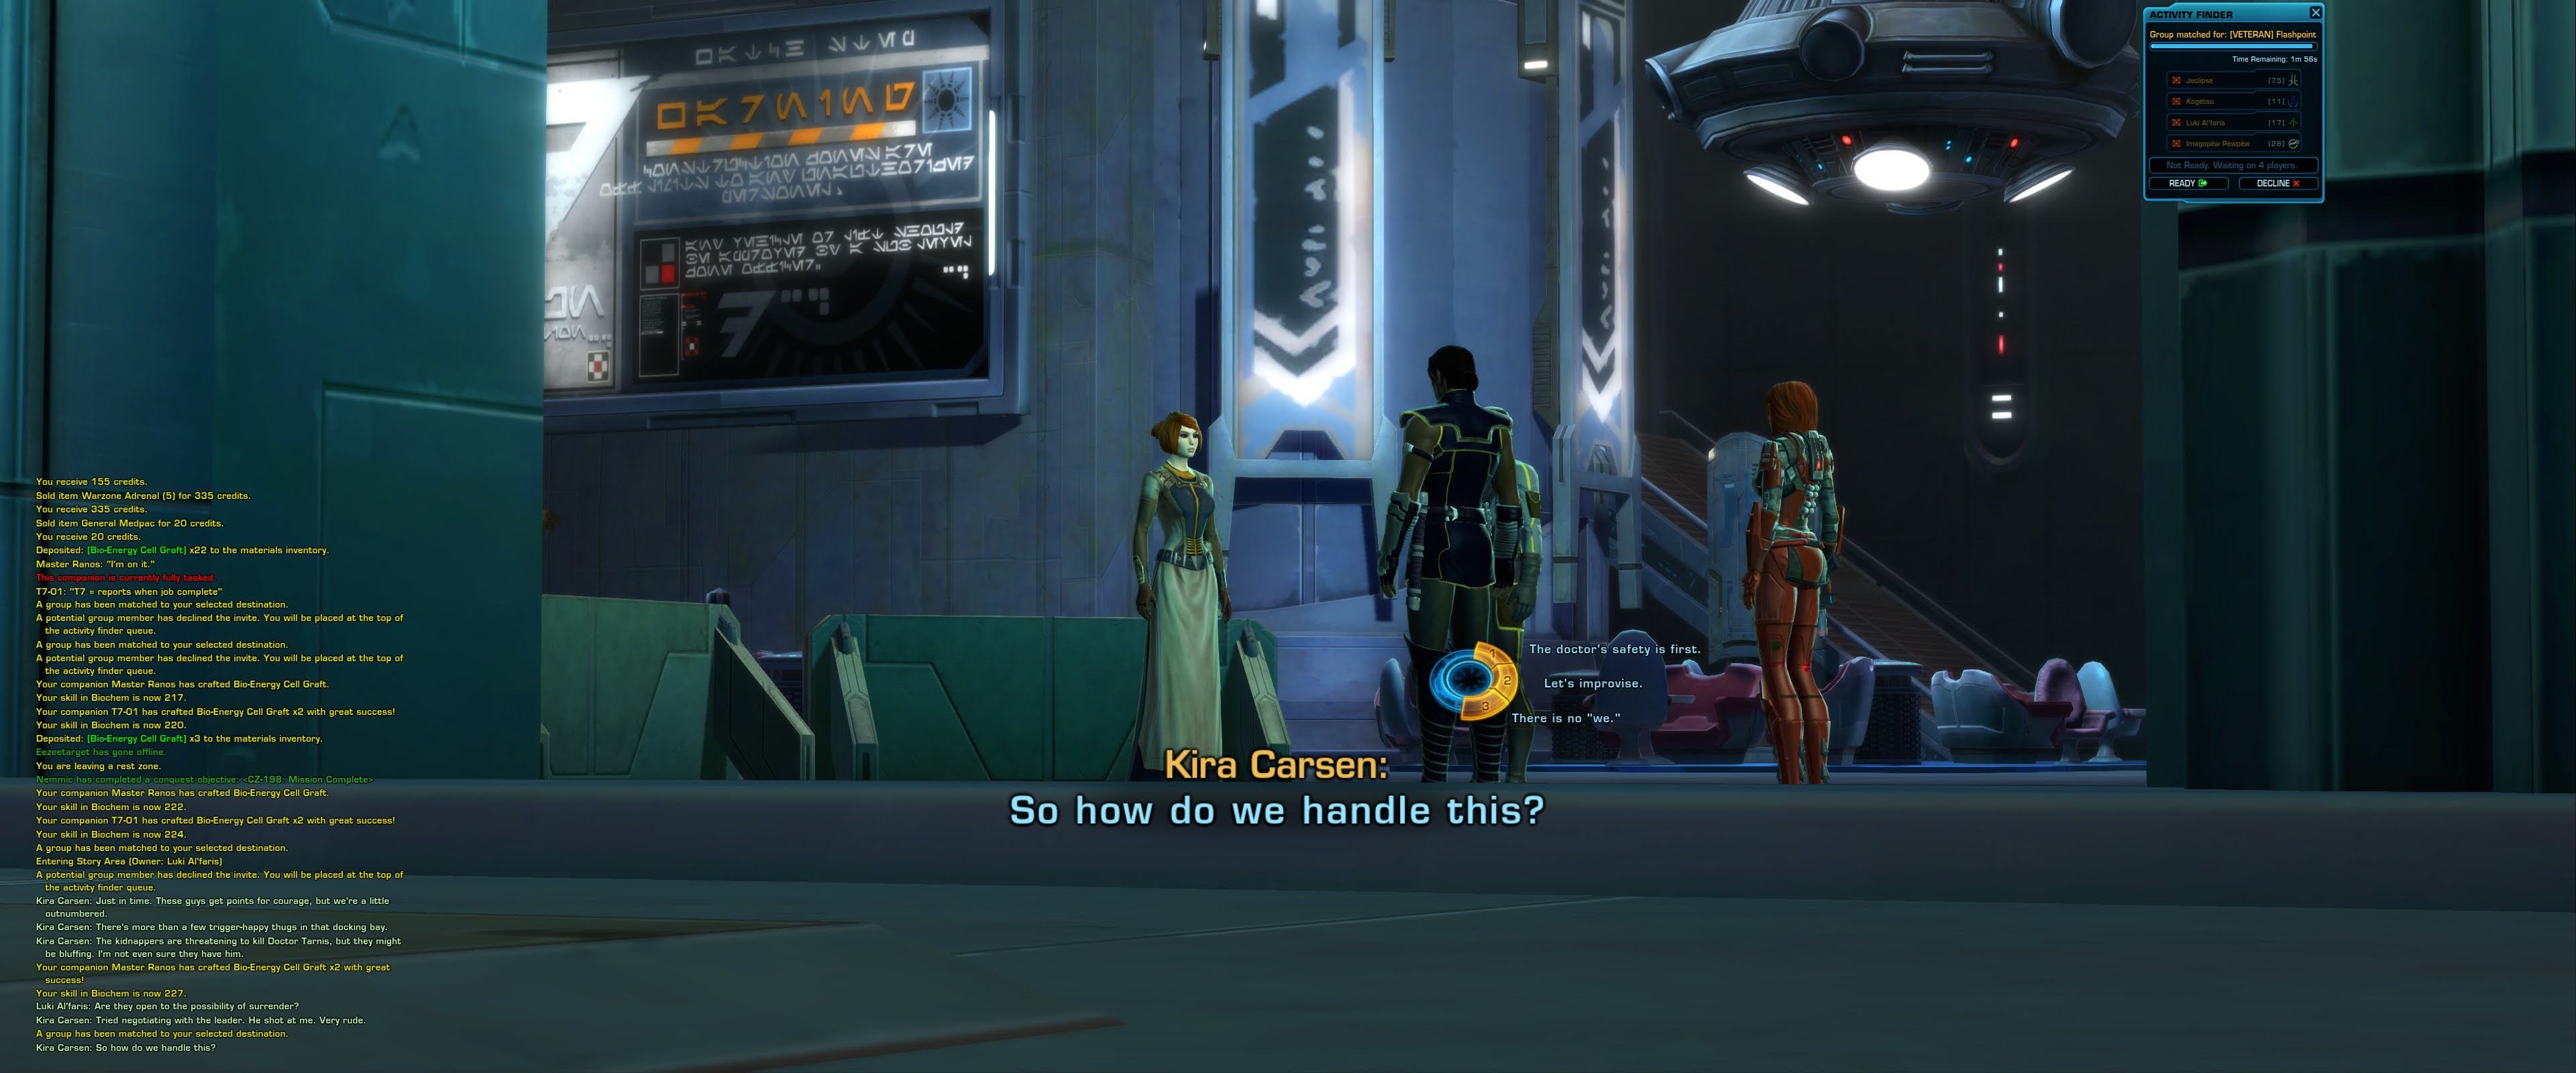 ACTIVITY FINDER
Group matched for: [VETERAN] Flashpoint
Time Remaining: 1m 56s
Jeclipse [75]
Kogetsu [11]
Luki Al'faris [17]
Imagopèw Pèwpèw [28]
Not Ready. Waiting on 4 players.
READY
DECLINE
You receive 155 credits.
Sold item Warzone Adrenal (5) for 335 credits.
You receive 335 credits.
Sold item General Medpac for 20 credits.
You receive 20 credits.
Deposited: [Bio-Energy Cell Graft] x22 to the materials inventory.
Master Ranos: "I'm on it."
This companion is currently fully tasked.
T7-01: "T7 = reports when job complete"
A group has been matched to your selected destination.
A potential group member has declined the invite. You will be placed at the top of
the activity finder queue.
A group has been matched to your selected destination.
A potential group member has declined the invite. You will be placed at the top of
the activity finder queue.
Your companion Master Ranos has crafted Bio-Energy Cell Graft.
Your skill in Biochem is now 217.
Your companion T7-01 has crafted Bio-Energy Cell Graft x2 with great success!
Your skill in Biochem is now 220.
Deposited: [Bio-Energy Cell Graft] x3 to the materials inventory.
Eezeetarget has gone offline.
You are leaving a rest zone.
Nemmic has completed a conquest objective: <CZ-198: Mission Complete>
Your companion Master Ranos has crafted Bio-Energy Cell Graft.
Your skill in Biochem is now 222.
Your companion T7-01 has crafted Bio-Energy Cell Graft x2 with great success!
Your skill in Biochem is now 224.
A group has been matched to your selected destination.
Entering Story Area (Owner: Luki Al'faris)
A potential group member has declined the invite. You will be placed at the top of
the activity finder queue.
Kira Carsen: Just in time. These guys get points for courage, but we're a little
outnumbered.
Kira Carsen: There's more than a few trigger-happy thugs in that docking bay.
Kira Carsen: The kidnappers are threatening to kill Doctor Tarnis, but they might
be bluffing. I'm not even sure they have him.
Your companion Master Ranos has crafted Bio-Energy Cell Graft x2 with great
success!
Your skill in Biochem is now 227.
Luki Al'faris: Are they open to the possibility of surrender?
Kira Carsen: Tried negotiating with the leader. He shot at me. Very rude.
A group has been matched to your selected destination.
Kira Carsen: So how do we handle this?
1 The doctor's safety is first.
2 Let's improvise.
3 There is no "we."
Kira Carsen:
So how do we handle this?